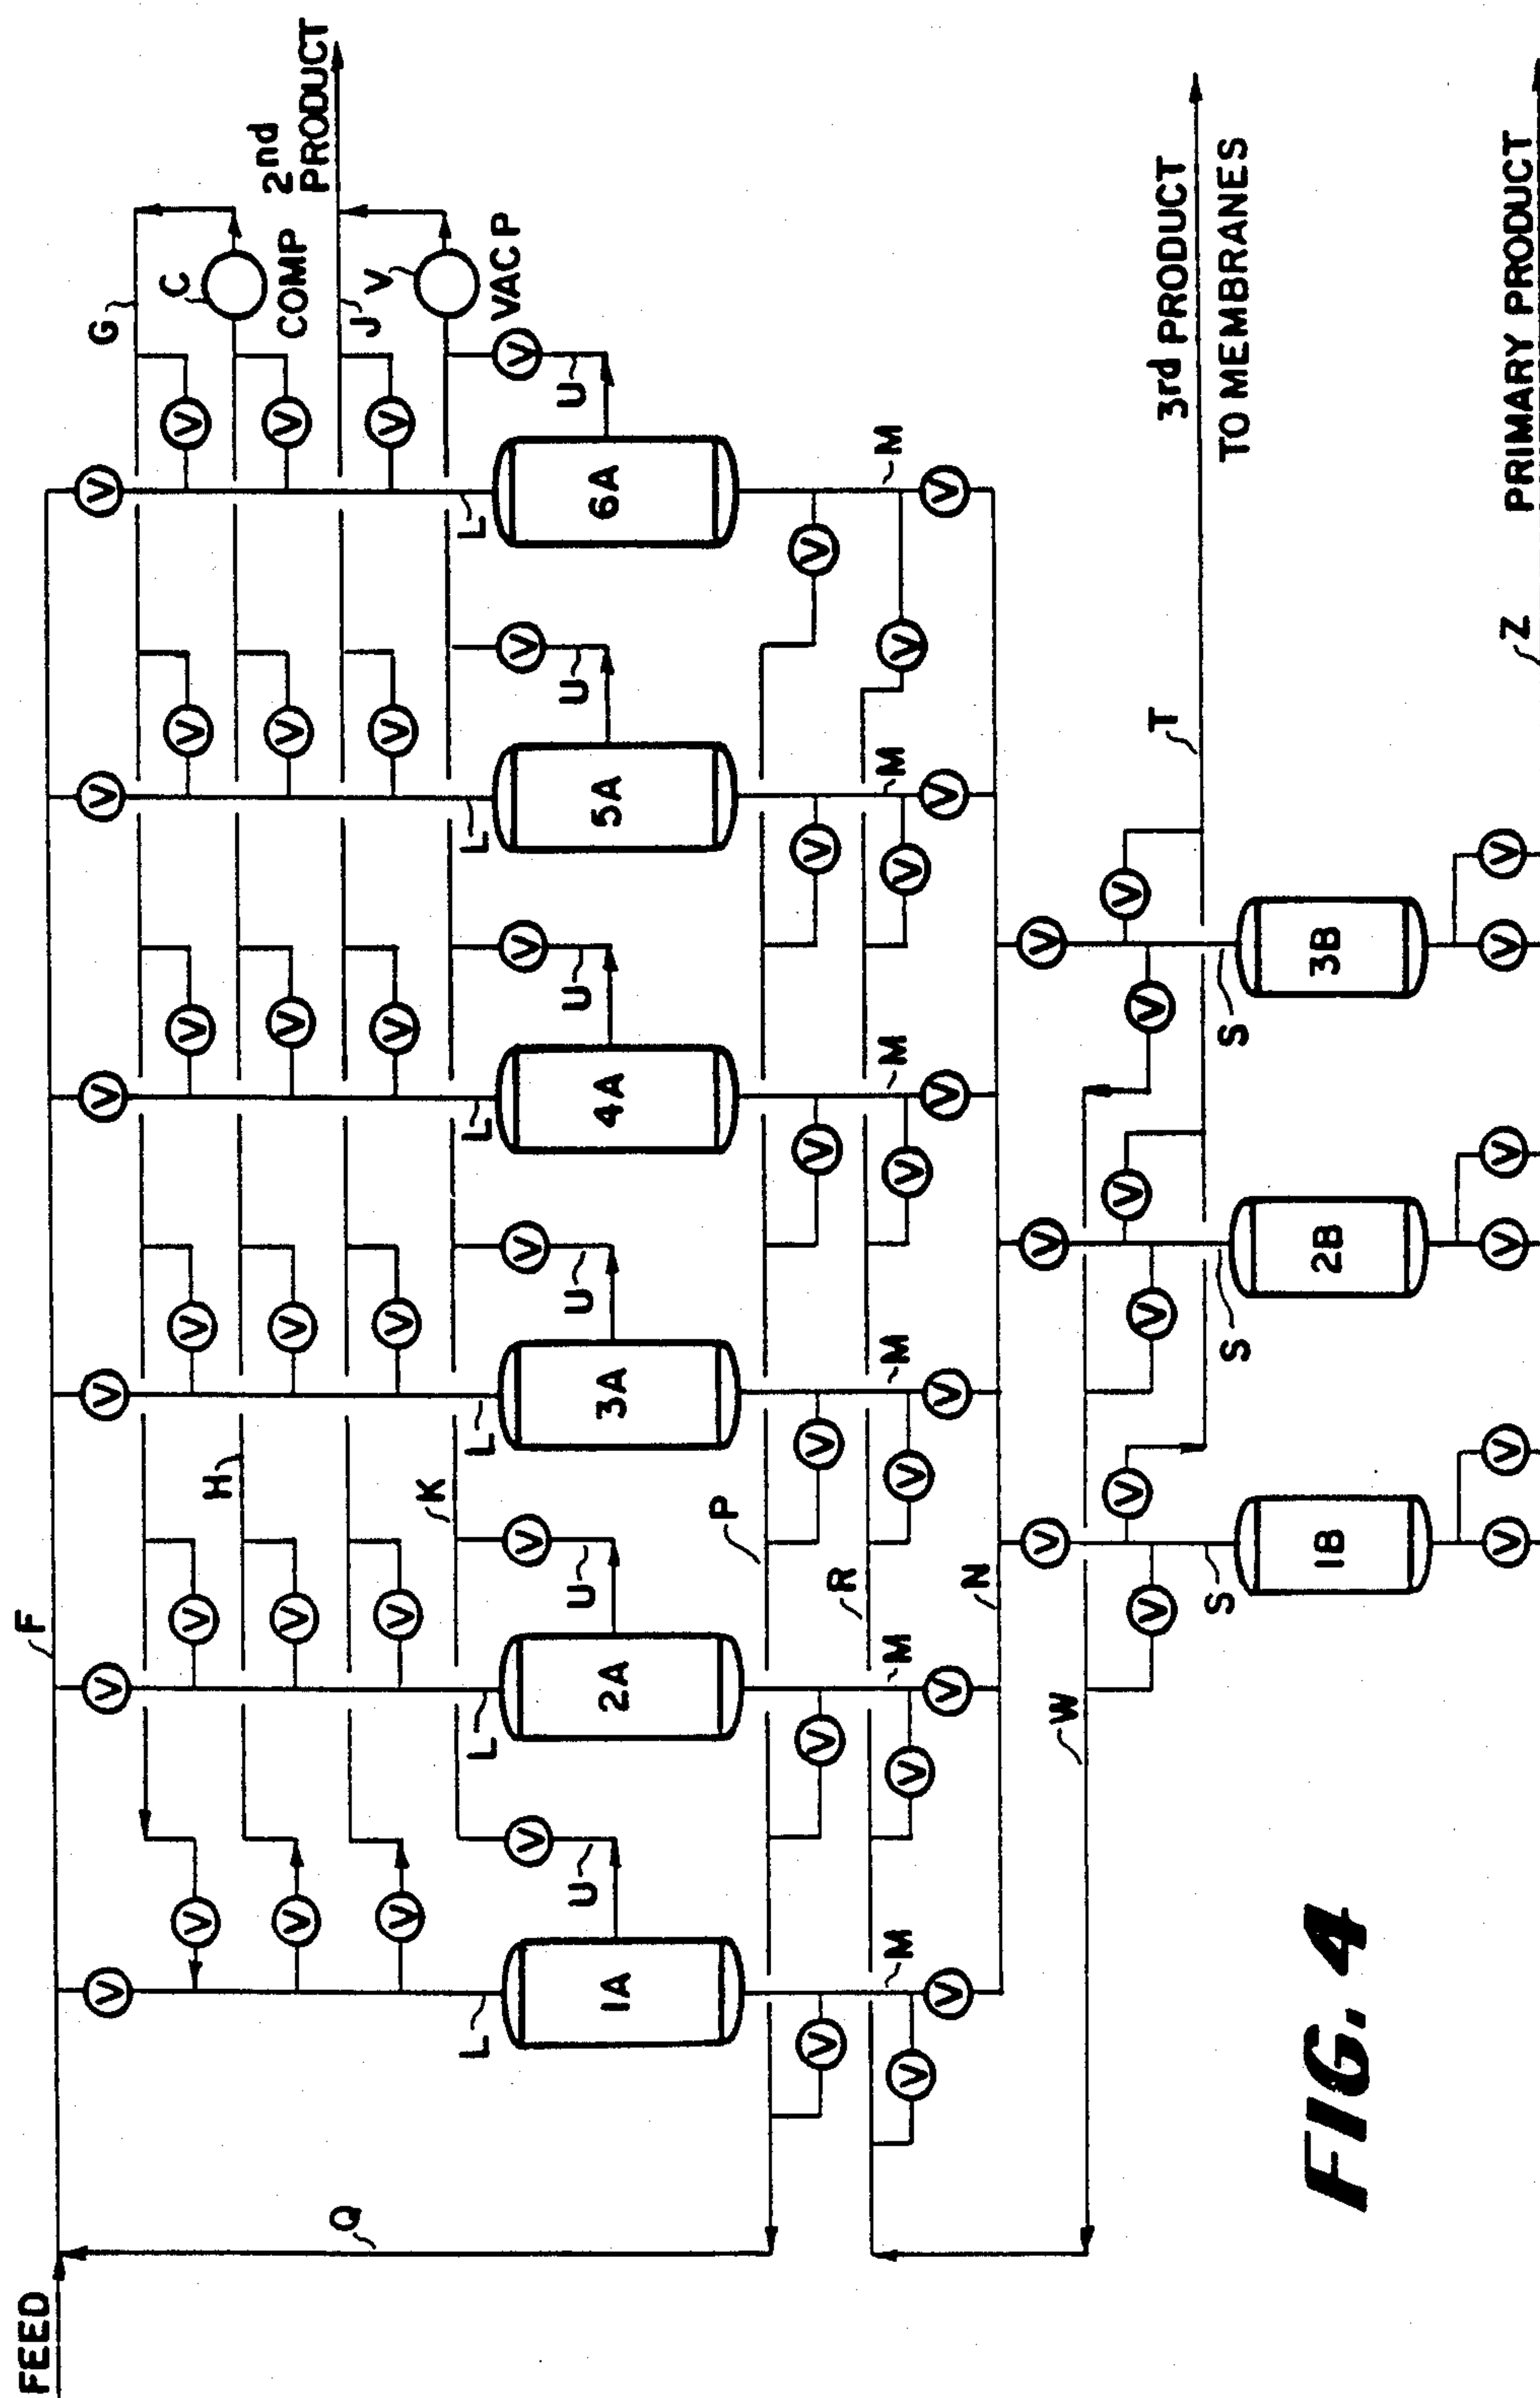 FEED
F
V V V V V V
G
V V V V V V
C
H
V V V V V V
COMP
2nd
PRODUCT
J
V V V V V V
V
K
VAC P
V V V V V V
U U U U U U
L L L L L L
1A 2A 3A 4A 5A 6A
Q
P
V V V V V V
R
V V V V V V
M M M M M M
V V V V V V
N
V V V
W
V V V
V V V
T
3rd PRODUCT
TO MEMBRANES
S S S
1B 2B 3B
V V V V V V
Z
PRIMARY PRODUCT
FIG. 4